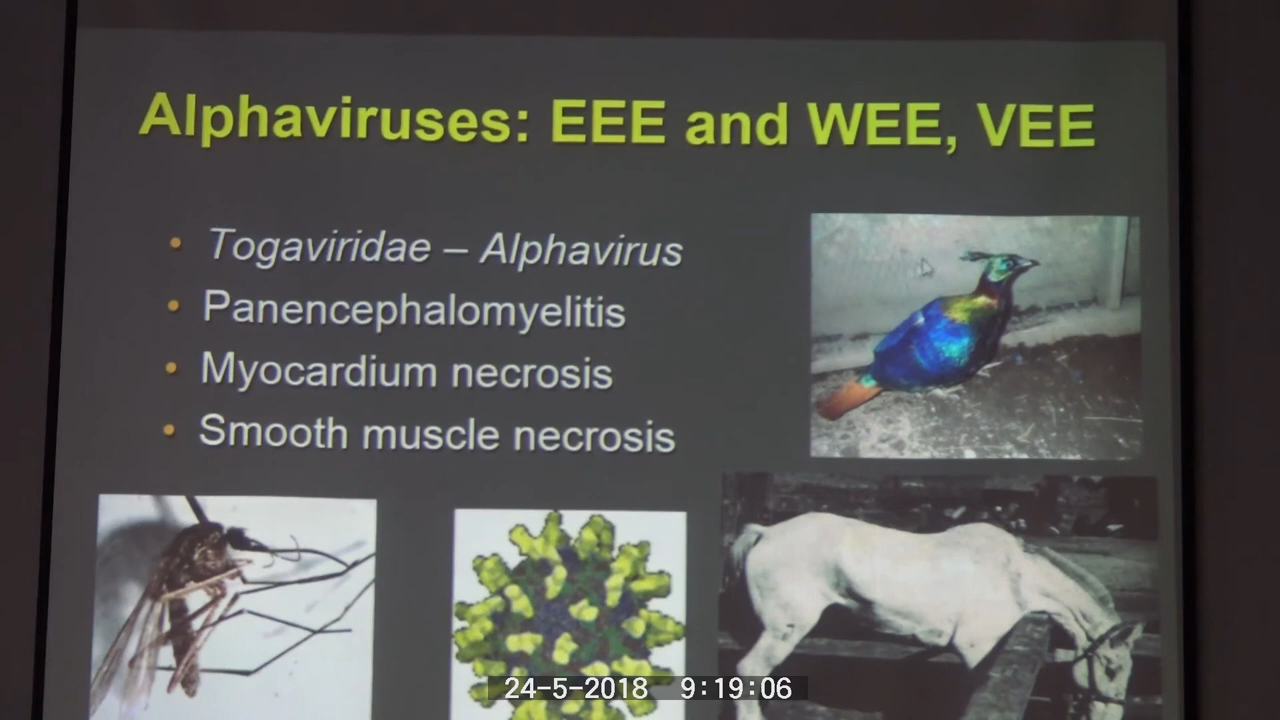 Alphaviruses: EEE and WEE, VEE
• Togaviridae – Alphavirus
• Panencephalomyelitis
• Myocardium necrosis
• Smooth muscle necrosis
24-5-2018 9:19:06